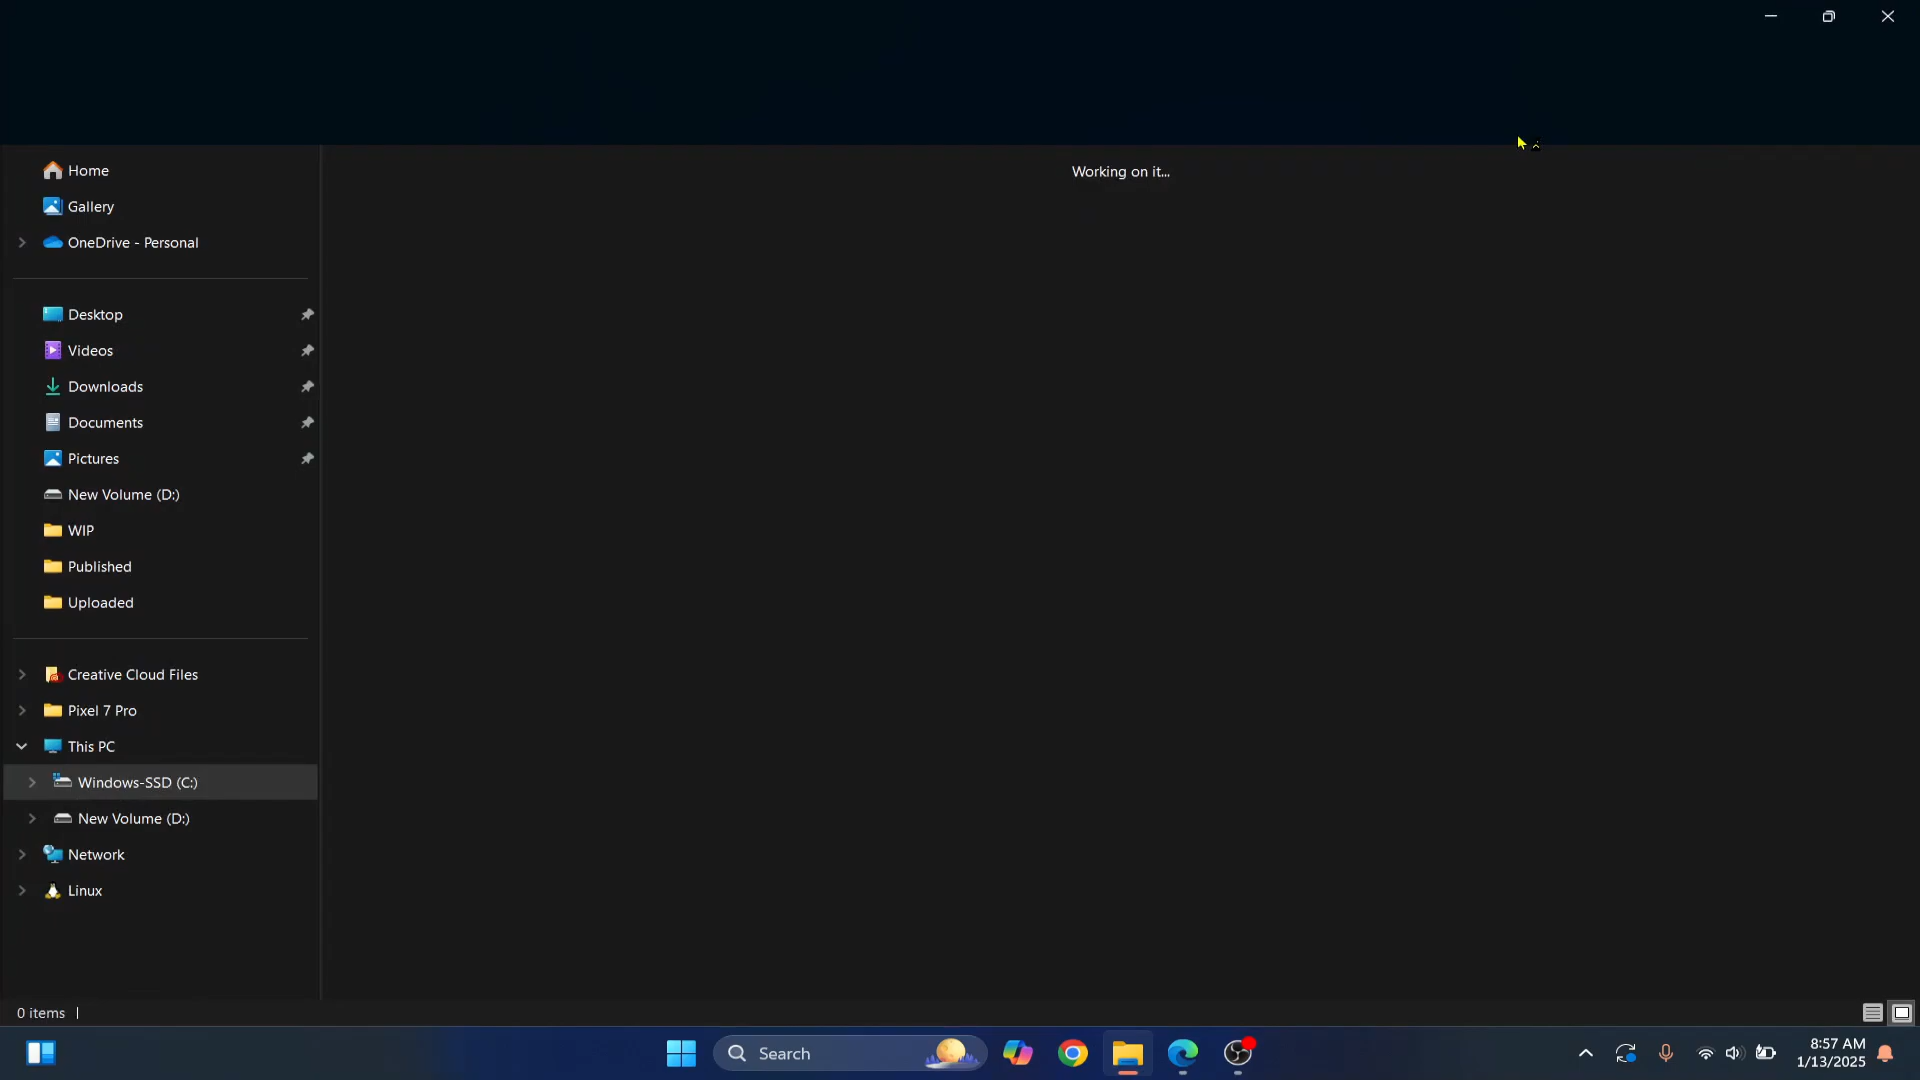 Home
Working on it...
Gallery
OneDrive - Personal
Desktop
Videos
Downloads
Documents
Pictures
New Volume (D:)
WIP
Published
Uploaded
Creative Cloud Files
Pixel 7 Pro
This PC
Windows-SSD (C:)
New Volume (D:)
Network
Linux
0 items
Search
8:57 AM
1/13/2025